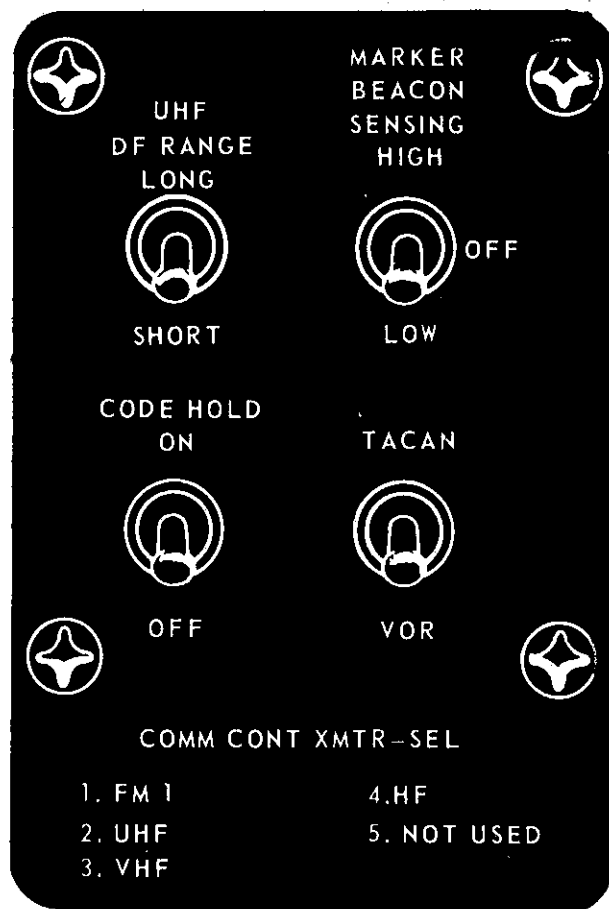 UHF
DF RANGE
LONG
SHORT
MARKER
BEACON
SENSING
HIGH
OFF
LOW
CODE HOLD
ON
OFF
TACAN
VOR
COMM CONT XMTR-SEL
1. FM 1
2. UHF
3. VHF
4.HF
5. NOT USED